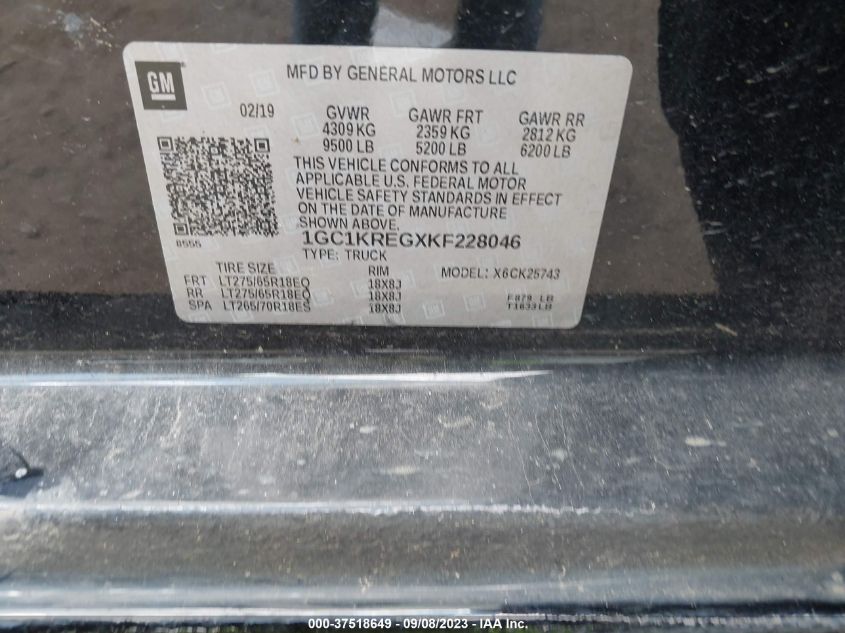 GM
MFD BY GENERAL MOTORS LLC
02/19 GVWR GAWR FRT GAWR RR
4309 KG 2359 KG 2812 KG
9500 LB 5200 LB 6200 LB
THIS VEHICLE CONFORMS TO ALL
APPLICABLE U.S. FEDERAL MOTOR
VEHICLE SAFETY STANDARDS IN EFFECT
ON THE DATE OF MANUFACTURE
SHOWN ABOVE.
8555 1GC1KREGXKF228046
TYPE: TRUCK
TIRE SIZE RIM MODEL: X6CK25743
FRT LT275/65R18EQ 18X8J
RR LT275/65R18EQ 18X8J F879 LB
SPA LT265/70R18ES 18X8J T1633LB
000-37518649 - 09/08/2023 - IAA Inc.